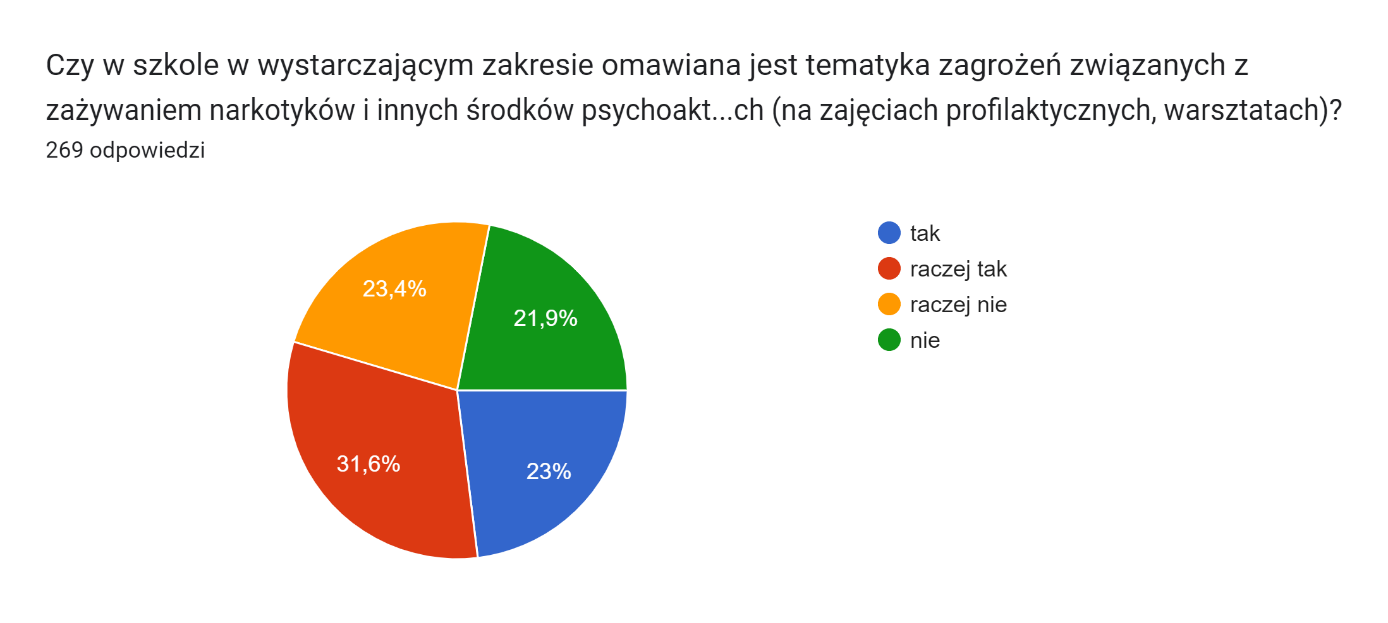 Czy w szkole w wystarczającym zakresie omawiana jest tematyka zagrożeń związanych z
zażywaniem narkotyków i innych środków psychoakt...ch (na zajęciach profilaktycznych, warsztatach)?
269 odpowiedzi
tak
raczej tak
raczej nie
nie
23,4%
21,9%
31,6%
23%